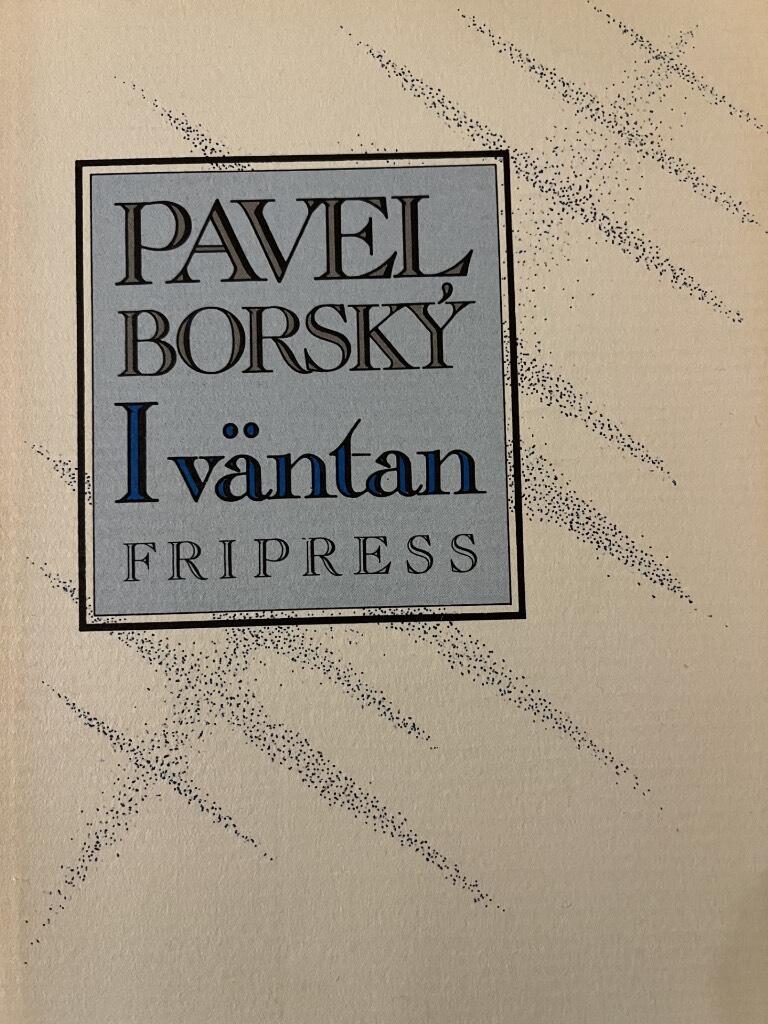 PAVEL
BORSKÝ
I väntan
FRIPRESS